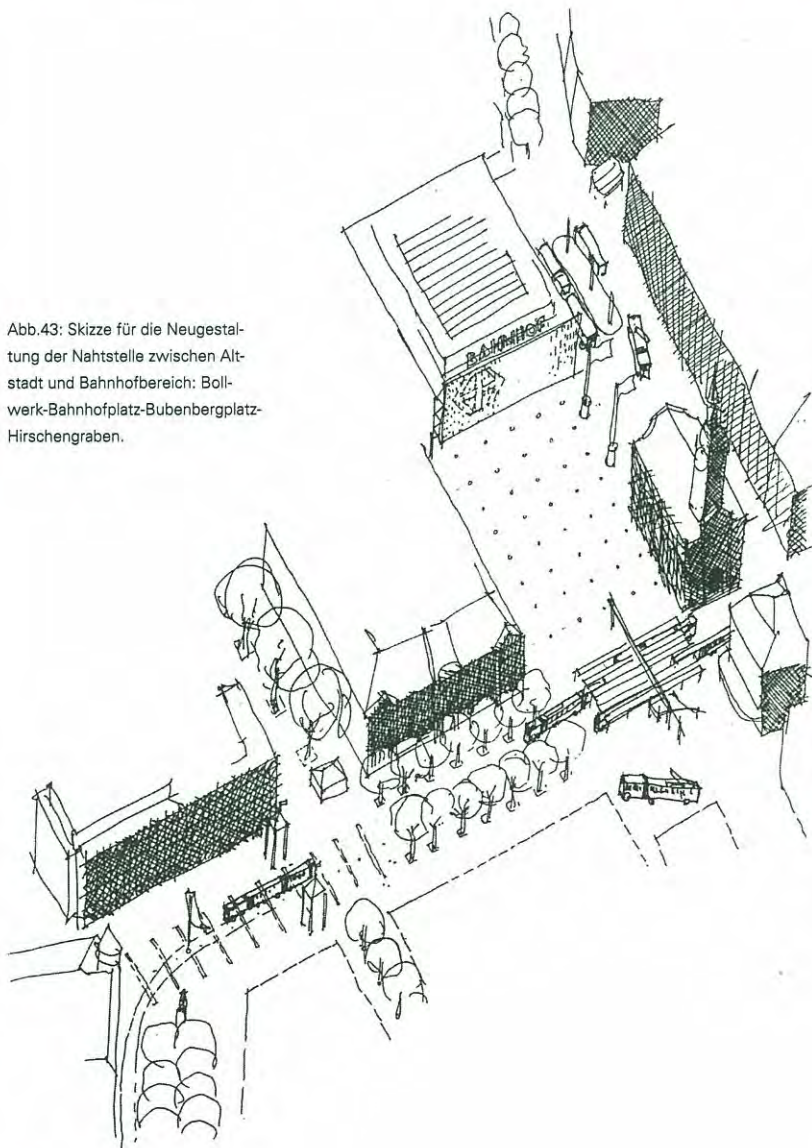 Abb.43: Skizze für die Neugestal-
tung der Nahtstelle zwischen Alt-
stadt und Bahnhofbereich: Boll-
werk-Bahnhofplatz-Bubenbergplatz-
Hirschengraben.
BAHNHOF